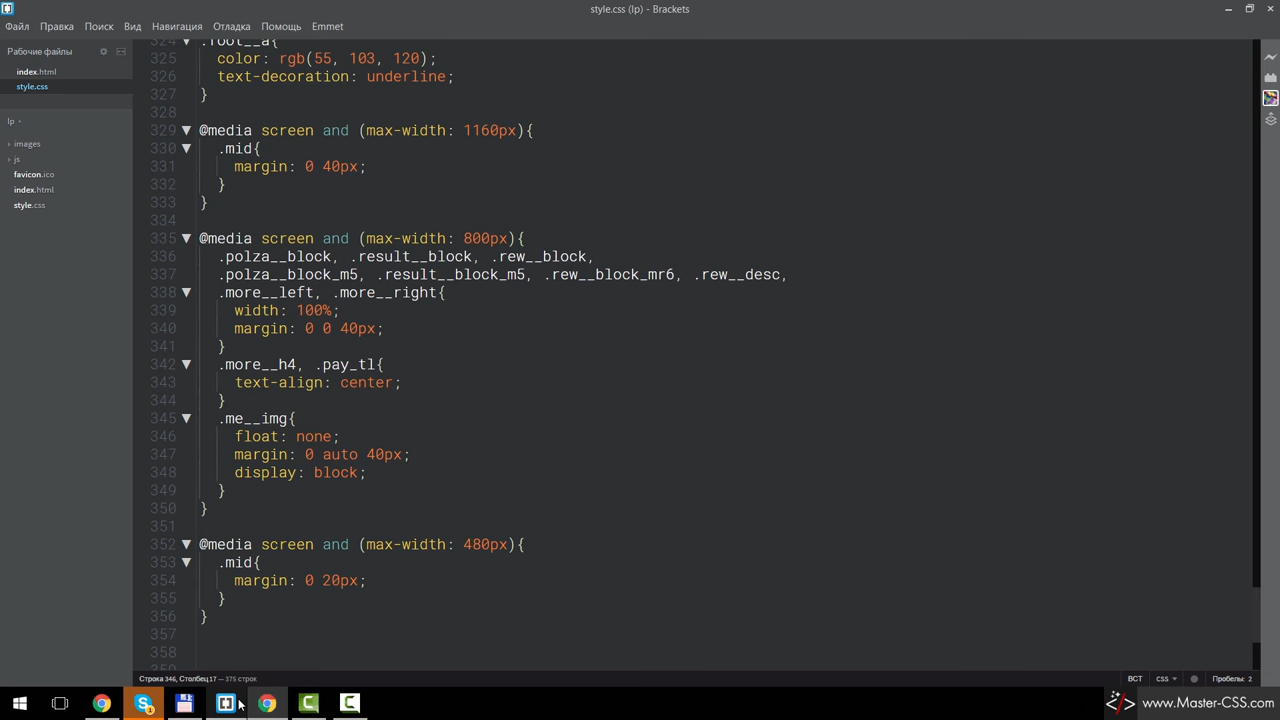 style.css (lp) - Brackets
Файл Правка Поиск Вид Навигация Отладка Помощь Emmet
Рабочие файлы
index.html
style.css
lp
images
js
favicon.ico
index.html
style.css
324 .foot__a{
325 color: rgb(55, 103, 120);
326 text-decoration: underline;
327 }
328
329 @media screen and (max-width: 1160px){
330 .mid{
331 margin: 0 40px;
332 }
333 }
334
335 @media screen and (max-width: 800px){
336 .polza__block, .result__block, .rew__block,
337 .polza__block_m5, .result__block_m5, .rew__block_mr6, .rew__desc,
338 .more__left, .more__right{
339 width: 100%;
340 margin: 0 0 40px;
341 }
342 .more__h4, .pay_tl{
343 text-align: center;
344 }
345 .me__img{
346 float: none;
347 margin: 0 auto 40px;
348 display: block;
349 }
350 }
351
352 @media screen and (max-width: 480px){
353 .mid{
354 margin: 0 20px;
355 }
356 }
357
358
359
Строка 346, Столбец 17 — 375 строк
ВСТ CSS Пробелы: 2
www.Master-CSS.com